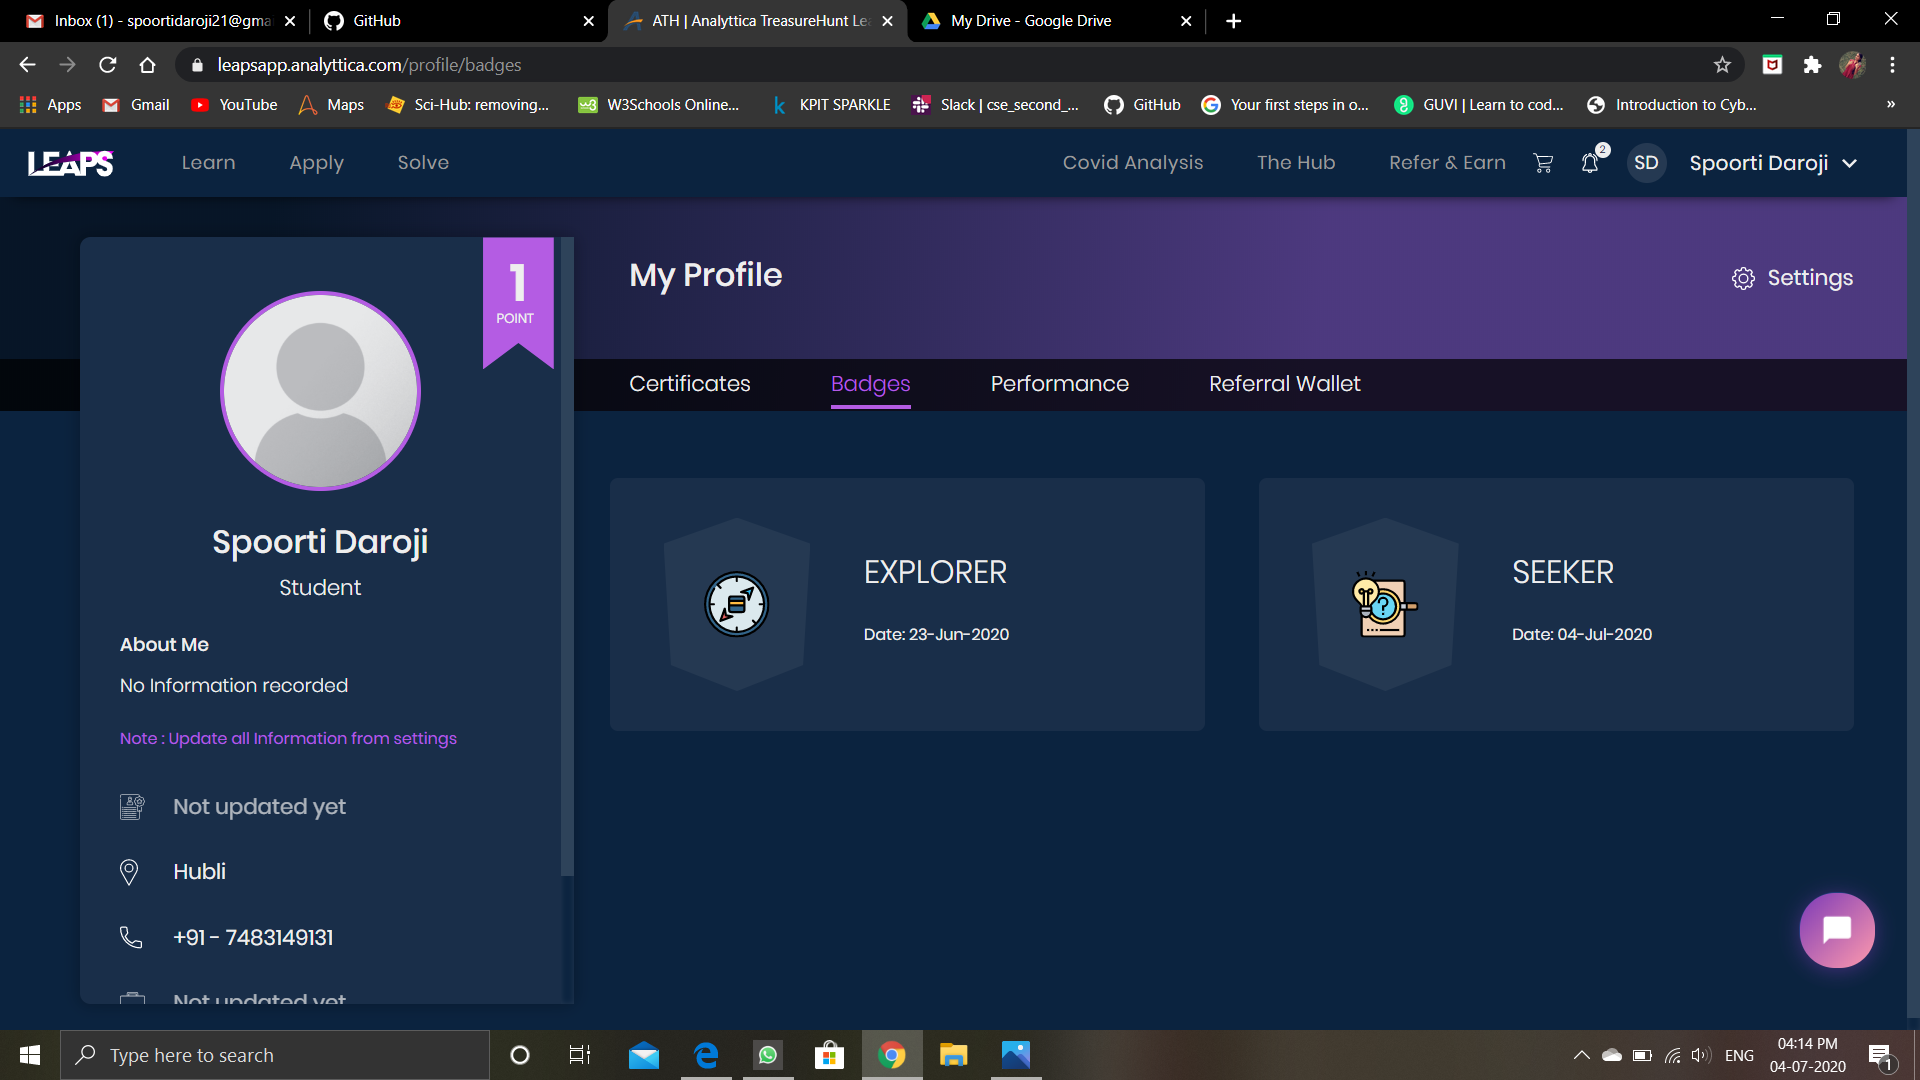 Inbox (1) - spoortidaroji21@gma
GitHub
ATH | Analyttica TreasureHunt Lea
My Drive - Google Drive
leapsapp.analyttica.com/profile/badges
Apps
Gmail
YouTube
Maps
Sci-Hub: removing...
W3Schools Online...
KPIT SPARKLE
Slack | cse_second_...
GitHub
Your first steps in o...
GUVI | Learn to cod...
Introduction to Cyb...
»
LEAPS
Learn
Apply
Solve
Covid Analysis
The Hub
Refer & Earn
2
SD
Spoorti Daroji
1
POINT
My Profile
Settings
Certificates
Badges
Performance
Referral Wallet
Spoorti Daroji
Student
About Me
No Information recorded
Note : Update all Information from settings
Not updated yet
Hubli
+91 - 7483149131
Not updated yet
EXPLORER
Date: 23-Jun-2020
SEEKER
Date: 04-Jul-2020
Type here to search
ENG
04:14 PM
04-07-2020
1